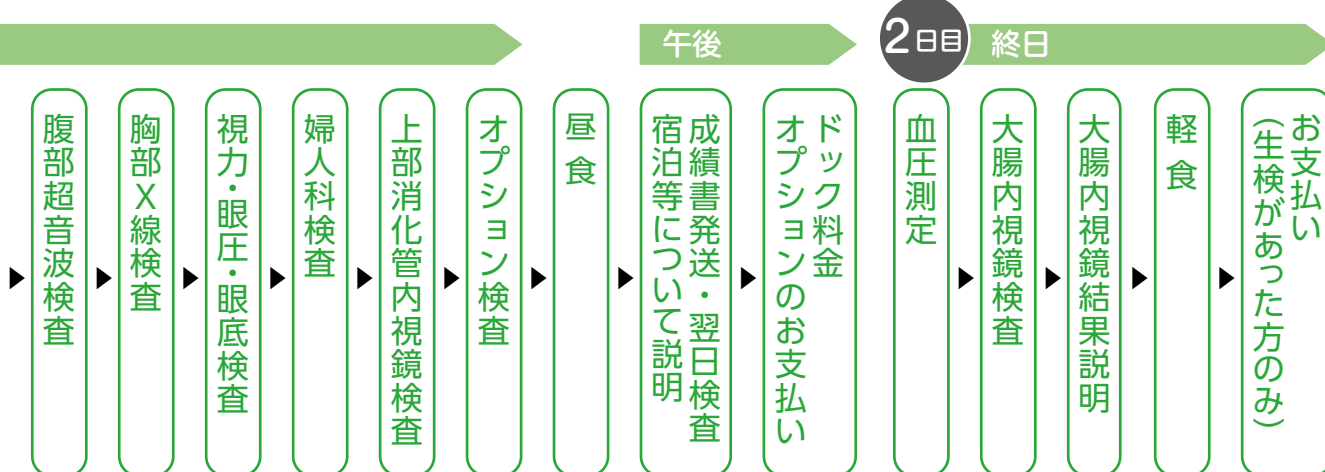 午後
2日目
終日
腹部超音波検査
胸部X線検査
視力・眼圧・眼底検査
婦人科検査
上部消化管内視鏡検査
オプション検査
昼食
成績書発送・翌日検査
宿泊等について説明
ドック料金
オプションのお支払い
血圧測定
大腸内視鏡検査
大腸内視鏡結果説明
軽食
お支払い
（生検があった方のみ）